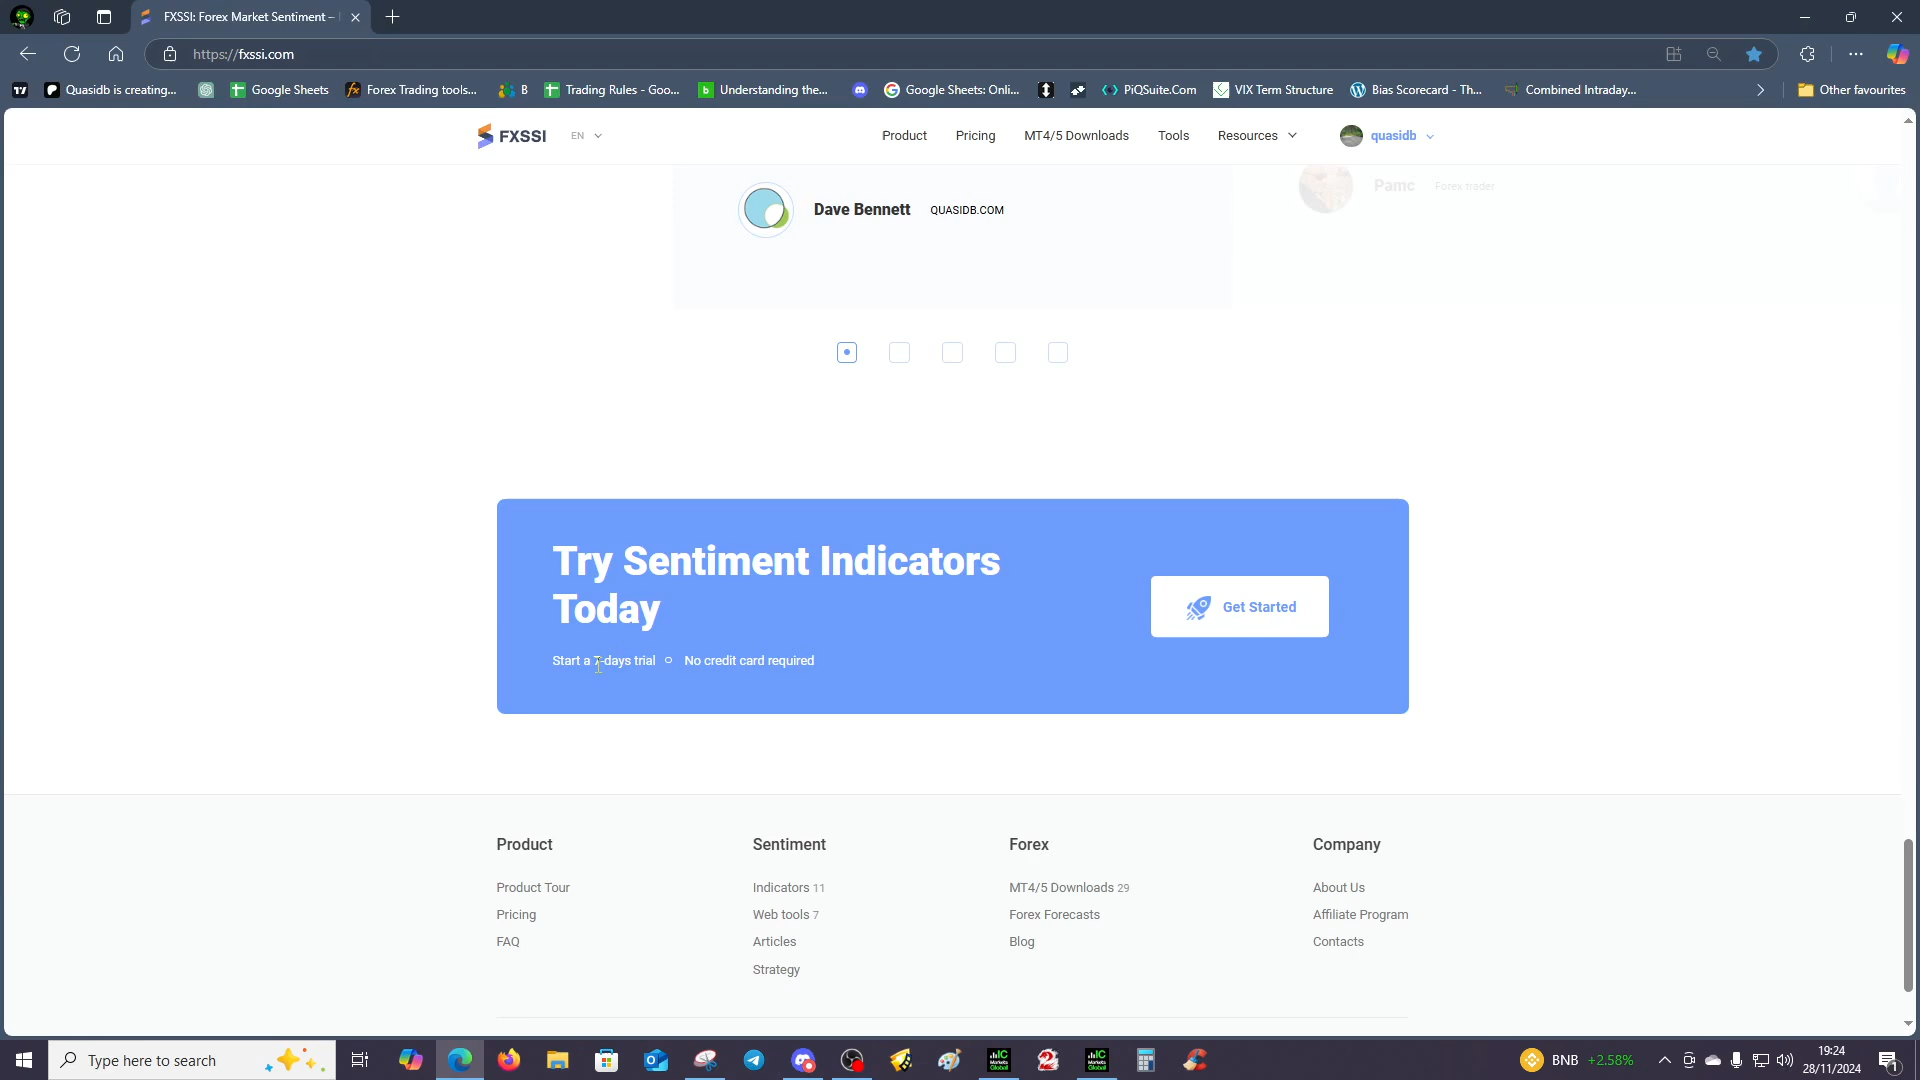 FXSSI: Forex Market Sentiment –
https://fxssi.com
Quasidb is creating...
Google Sheets
Forex Trading tools...
B
Trading Rules - Goo...
Understanding the...
Google Sheets: Onli...
PiQSuite.Com
VIX Term Structure
Bias Scorecard - Th...
Combined Intraday...
Other favourites
FXSSI
EN
Product
Pricing
MT4/5 Downloads
Tools
Resources
quasidb
Dave Bennett QUASIDB.COM
Pamc Forex trader
Try Sentiment Indicators
Today
Get Started
Start a 7-days trial
No credit card required
Product
Product Tour
Pricing
FAQ
Sentiment
Indicators 11
Web tools 7
Articles
Strategy
Forex
MT4/5 Downloads 29
Forex Forecasts
Blog
Company
About Us
Affiliate Program
Contacts
Type here to search
BNB +2.58%
19:24
28/11/2024
1